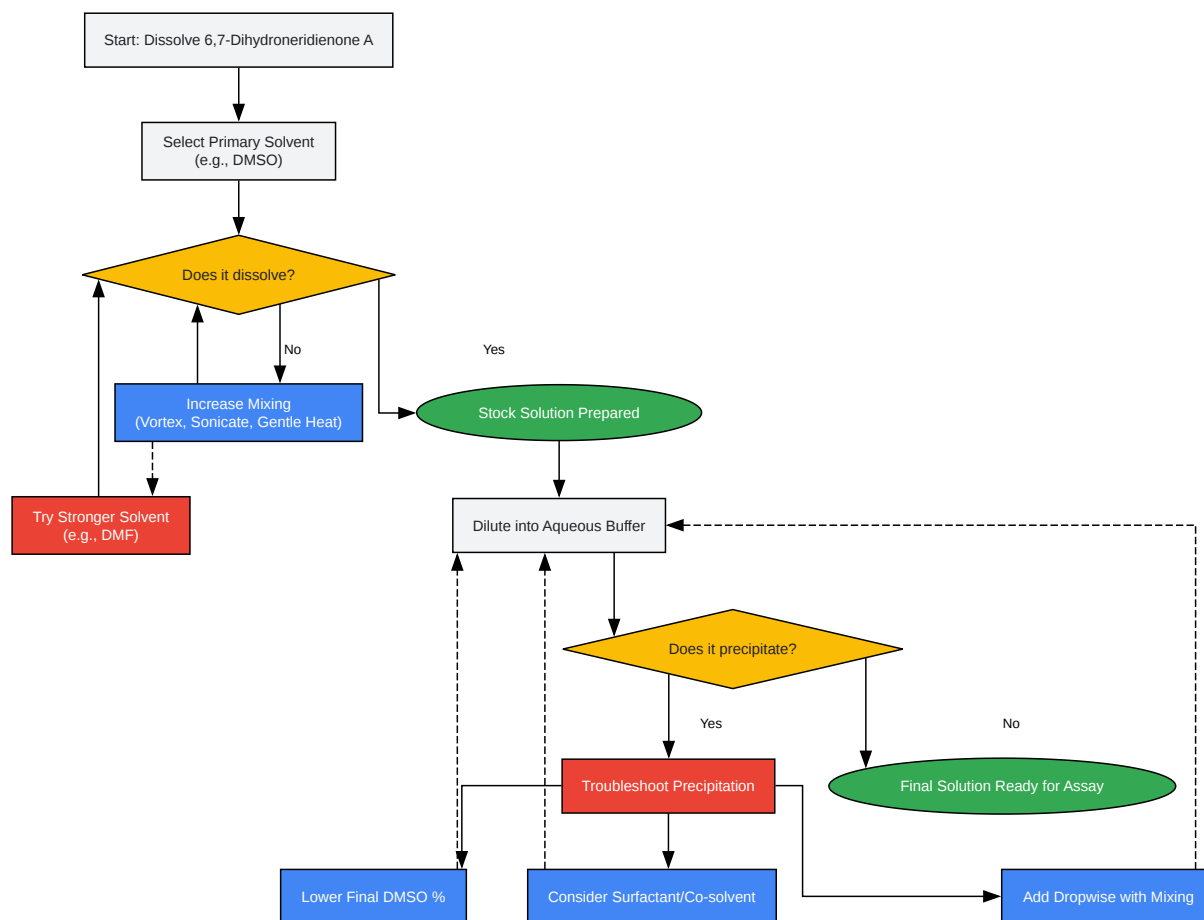 Start: Dissolve 6,7-Dihydroneridienone A
Select Primary Solvent
(e.g., DMSO)
Does it dissolve?
No
Yes
Increase Mixing
(Vortex, Sonicate, Gentle Heat)
Stock Solution Prepared
Try Stronger Solvent
(e.g., DMF)
Dilute into Aqueous Buffer
Does it precipitate?
Yes
No
Troubleshoot Precipitation
Final Solution Ready for Assay
Lower Final DMSO %
Consider Surfactant/Co-solvent
Add Dropwise with Mixing